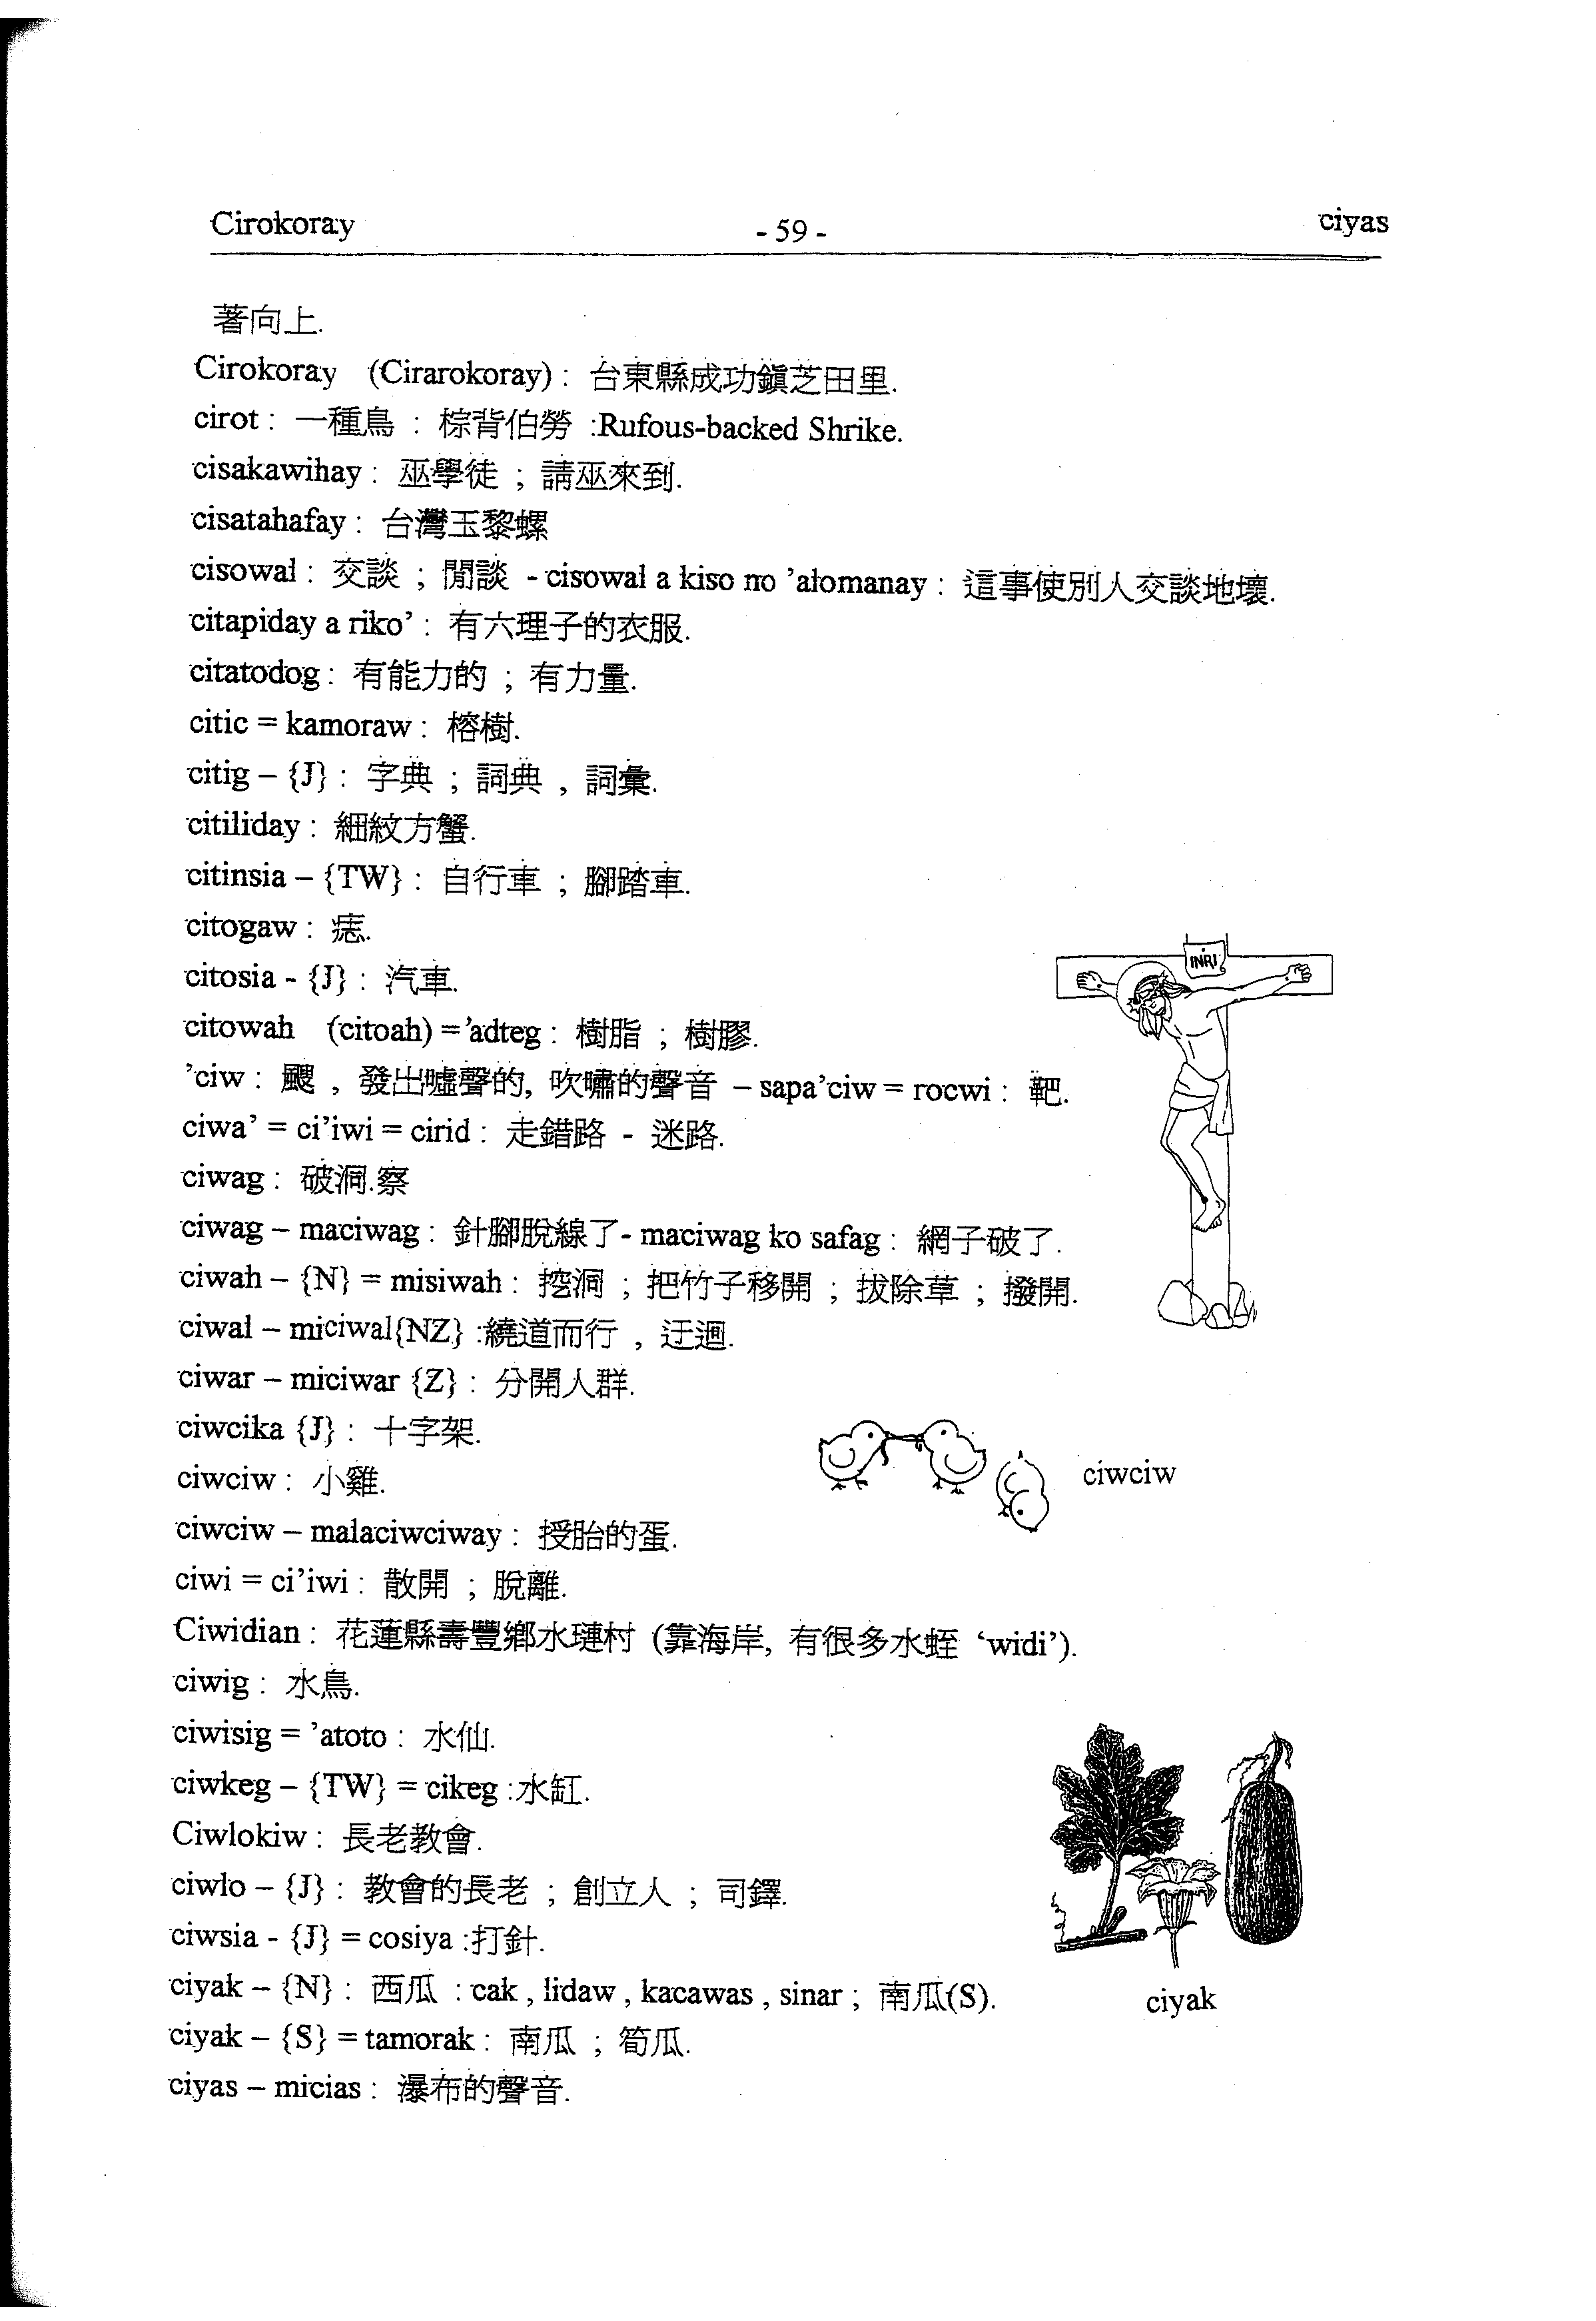 Cirokoray - 59 - ciyas
著向上.
Cirokoray (Cirarokoray) : 台東縣成功鎮芝田里.
cirot : 一種鳥 : 棕背伯勞 :Rufous-backed Shrike.
cisakawihay : 巫學徒 ; 請巫來到.
cisatahafay : 台灣玉黎螺
cisowal : 交談 ; 閒談 - cisowal a kiso no ’alomanay : 這事使別人交談地壞.
citapiday a riko’ : 有六理子的衣服.
citatodog : 有能力的 ; 有力量.
citic = kamoraw : 榕樹.
citig – {J} : 字典 ; 詞典 , 詞彙.
citiliday : 細紋方蟹.
citinsia – {TW} : 自行車 ; 腳踏車.
citogaw : 痣.
citosia - {J} : 汽車.
citowah (citoah) = ’adteg : 樹脂 ; 樹膠.
’ciw : 颼 , 發出噓聲的, 吹嘯的聲音 – sapa’ciw = rocwi : 靶.
ciwa’ = ci’iwi = cirid : 走錯路 - 迷路.
ciwag : 破洞.察
ciwag – maciwag : 針腳脫線了- maciwag ko safag : 網子破了.
ciwah – {N} = misiwah : 挖洞 ; 把竹子移開 ; 拔除草 ; 撥開.
ciwal – miciwal{NZ} :繞道而行 , 迂迴.
ciwar – miciwar {Z} : 分開人群.
INRI
ciwcika {J} : 十字架.
ciwciw : 小雞.
ciwciw
ciwciw – malaciwciway : 授胎的蛋.
ciwi = ci’iwi : 散開 ; 脫離.
Ciwidian : 花蓮縣壽豐鄉水璉村 (靠海岸, 有很多水蛭 ‘widi’).
ciwig : 水鳥.
ciwisig = ’atoto : 水仙.
ciwkeg – {TW} = cikeg :水缸.
Ciwlokiw : 長老教會.
ciwlo – {J} : 教會的長老 ; 創立人 ; 司鐸.
ciwsia - {J} = cosiya :打針.
ciyak – {N} : 西瓜 : cak , lidaw , kacawas , sinar ; 南瓜(S).
ciyak
ciyak – {S} = tamorak : 南瓜 ; 筍瓜.
ciyas – micias : 瀑布的聲音.